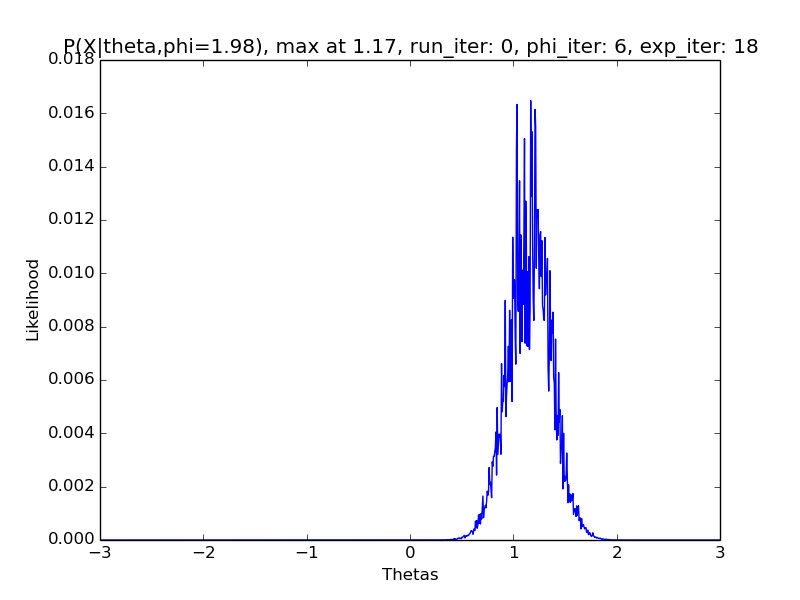 P(X|theta,phi=1.98), max at 1.17, run_iter: 0, phi_iter: 6, exp_iter: 18
0.018
0.016
0.014
0.012
0.010
0.008
0.006
0.004
0.002
0.000
Likelihood
−3 −2 −1 0 1 2 3
Thetas